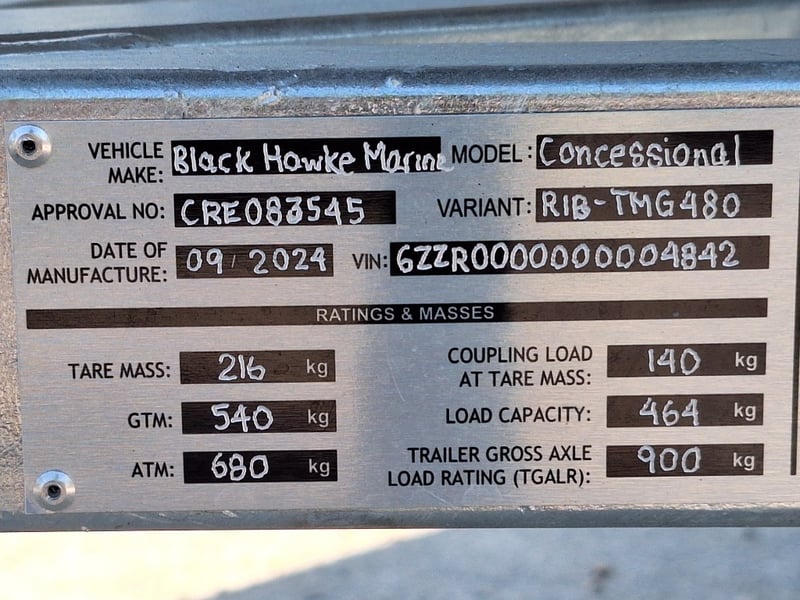 VEHICLE MAKE: Black Hawke Marine MODEL: Concessional
APPROVAL NO: CRE083545 VARIANT: RIB-TMG480
DATE OF MANUFACTURE: 09/2024 VIN: 6ZZR0000000004842
RATINGS & MASSES
TARE MASS: 216 kg COUPLING LOAD AT TARE MASS: 140 kg
GTM: 540 kg LOAD CAPACITY: 464 kg
ATM: 680 kg TRAILER GROSS AXLE LOAD RATING (TGALR): 900 kg